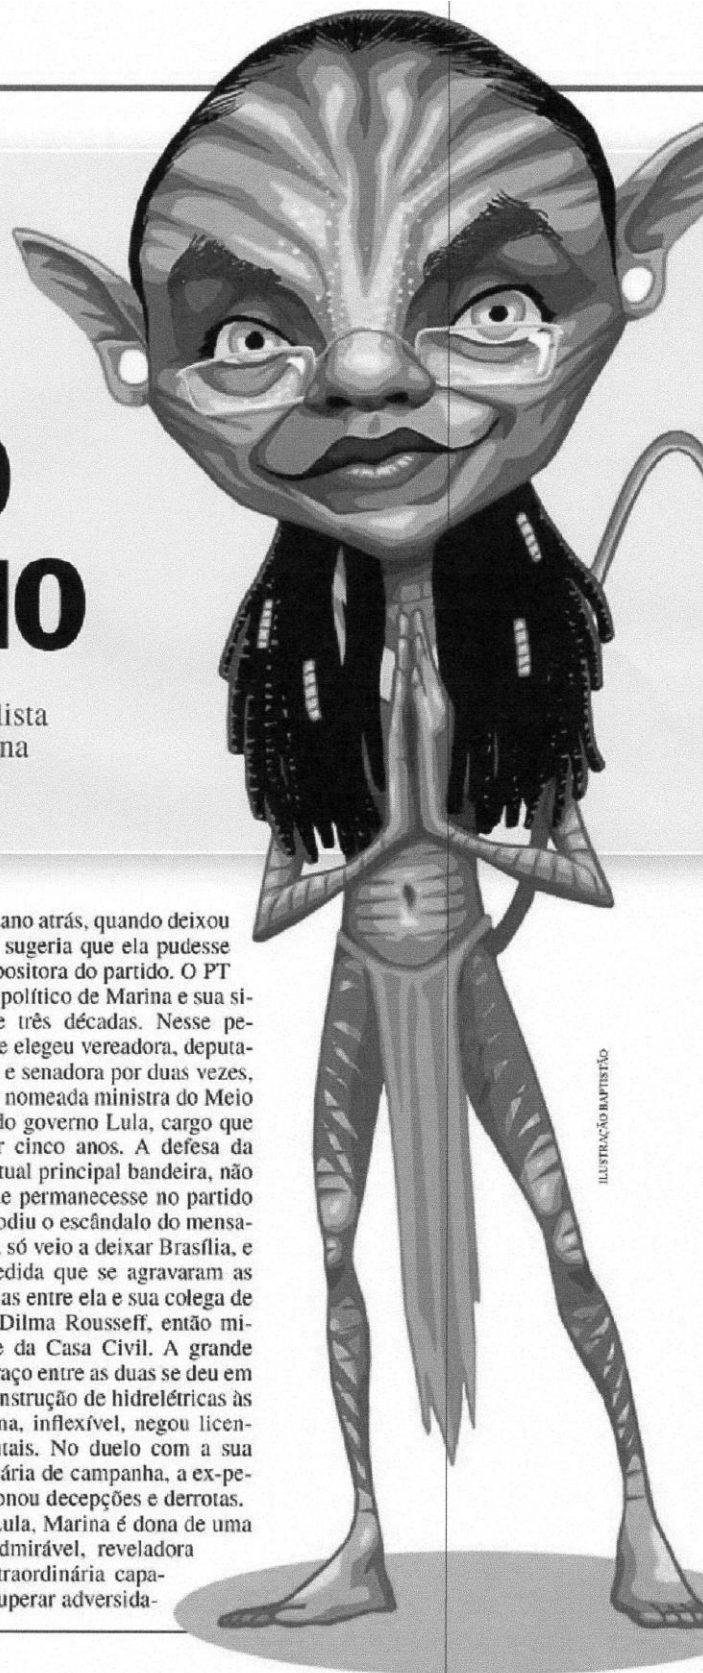 O
IO
lista
na
ano atrás, quando deixou
sugeria que ela pudesse
positora do partido. O PT
político de Marina e sua si-
e três décadas. Nesse pe-
e elegeu vereadora, deputa-
e senadora por duas vezes,
nomeada ministra do Meio
do governo Lula, cargo que
r cinco anos. A defesa da
tual principal bandeira, não
e permanecesse no partido
odiu o escândalo do mensa-
só veio a deixar Brasília, e
edida que se agravaram as
as entre ela e sua colega de
Dilma Rousseff, então mi-
e da Casa Civil. A grande
raço entre as duas se deu em
nstrução de hidrelétricas às
na, inflexível, negou licen-
tais. No duelo com a sua
ária de campanha, a ex-pe-
onou decepções e derrotas.
Lula, Marina é dona de uma
dmirável, reveladora
traordinária capa-
uperar adversida-
ILUSTRAÇÃO BAPTISTÃO